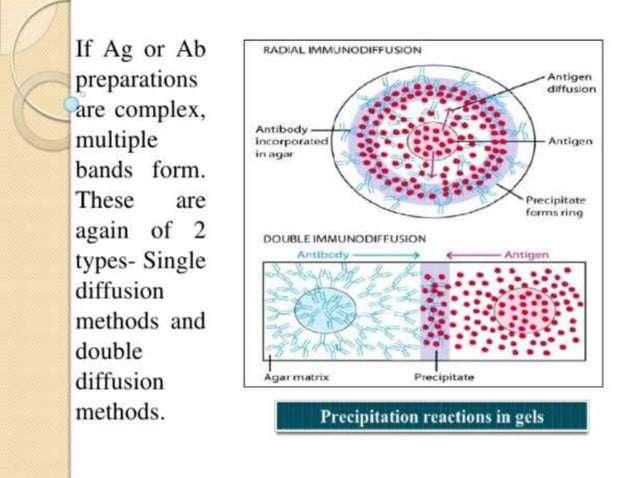 If Ag or Ab
preparations
are complex,
multiple
bands form.
These are
again of 2
types- Single
diffusion
methods and
double
diffusion
methods.
RADIAL IMMUNODIFFUSION
Antigen
diffusion
Antibody
incorporated
in agar
Antigen
Precipitate
forms ring
DOUBLE IMMUNODIFFUSION
Antibody
Antigen
Agar matrix
Precipitate
Precipitation reactions in gels